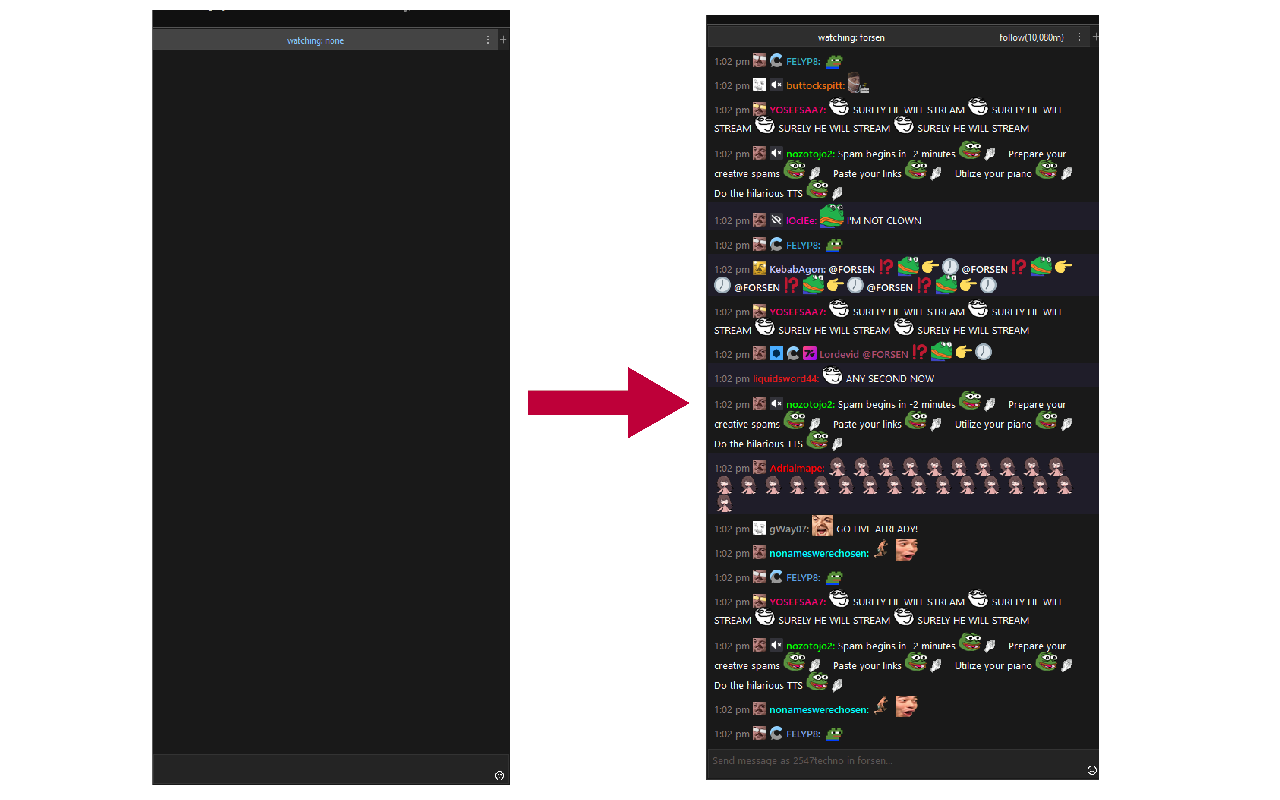 watching: none
watching: forsen follow(10,080m)
1:02 pm FELYP8:
1:02 pm buttockspitt:
1:02 pm YOSEFSAA7: SURELY HE WILL STREAM SURELY HE WILL
STREAM SURELY HE WILL STREAM SURELY HE WILL STREAM
1:02 pm nozotojo2: Spam begins in -2 minutes Prepare your
creative spams Paste your links Utilize your piano
Do the hilarious TTS
1:02 pm I'M NOT CLOWN
1:02 pm FELYP8:
1:02 pm KebabAgon: @FORSEN ⁉ @FORSEN ⁉
@FORSEN ⁉ @FORSEN ⁉
1:02 pm YOSEFSAA7: SURELY HE WILL STREAM SURELY HE WILL
STREAM SURELY HE WILL STREAM SURELY HE WILL STREAM
1:02 pm Lordevid @FORSEN ⁉
1:02 pm liquidsword44: ANY SECOND NOW
1:02 pm nozotojo2: Spam begins in -2 minutes Prepare your
creative spams Paste your links Utilize your piano
Do the hilarious TTS
1:02 pm Adrialmape:
1:02 pm gWay07: GO LIVE ALREADY!
1:02 pm nonameswerechosen:
1:02 pm FELYP8:
1:02 pm YOSEFSAA7: SURELY HE WILL STREAM SURELY HE WILL
STREAM SURELY HE WILL STREAM SURELY HE WILL STREAM
1:02 pm nozotojo2: Spam begins in -2 minutes Prepare your
creative spams Paste your links Utilize your piano
Do the hilarious TTS
1:02 pm nonameswerechosen:
1:02 pm FELYP8:
Send message as 2547techno in forsen...